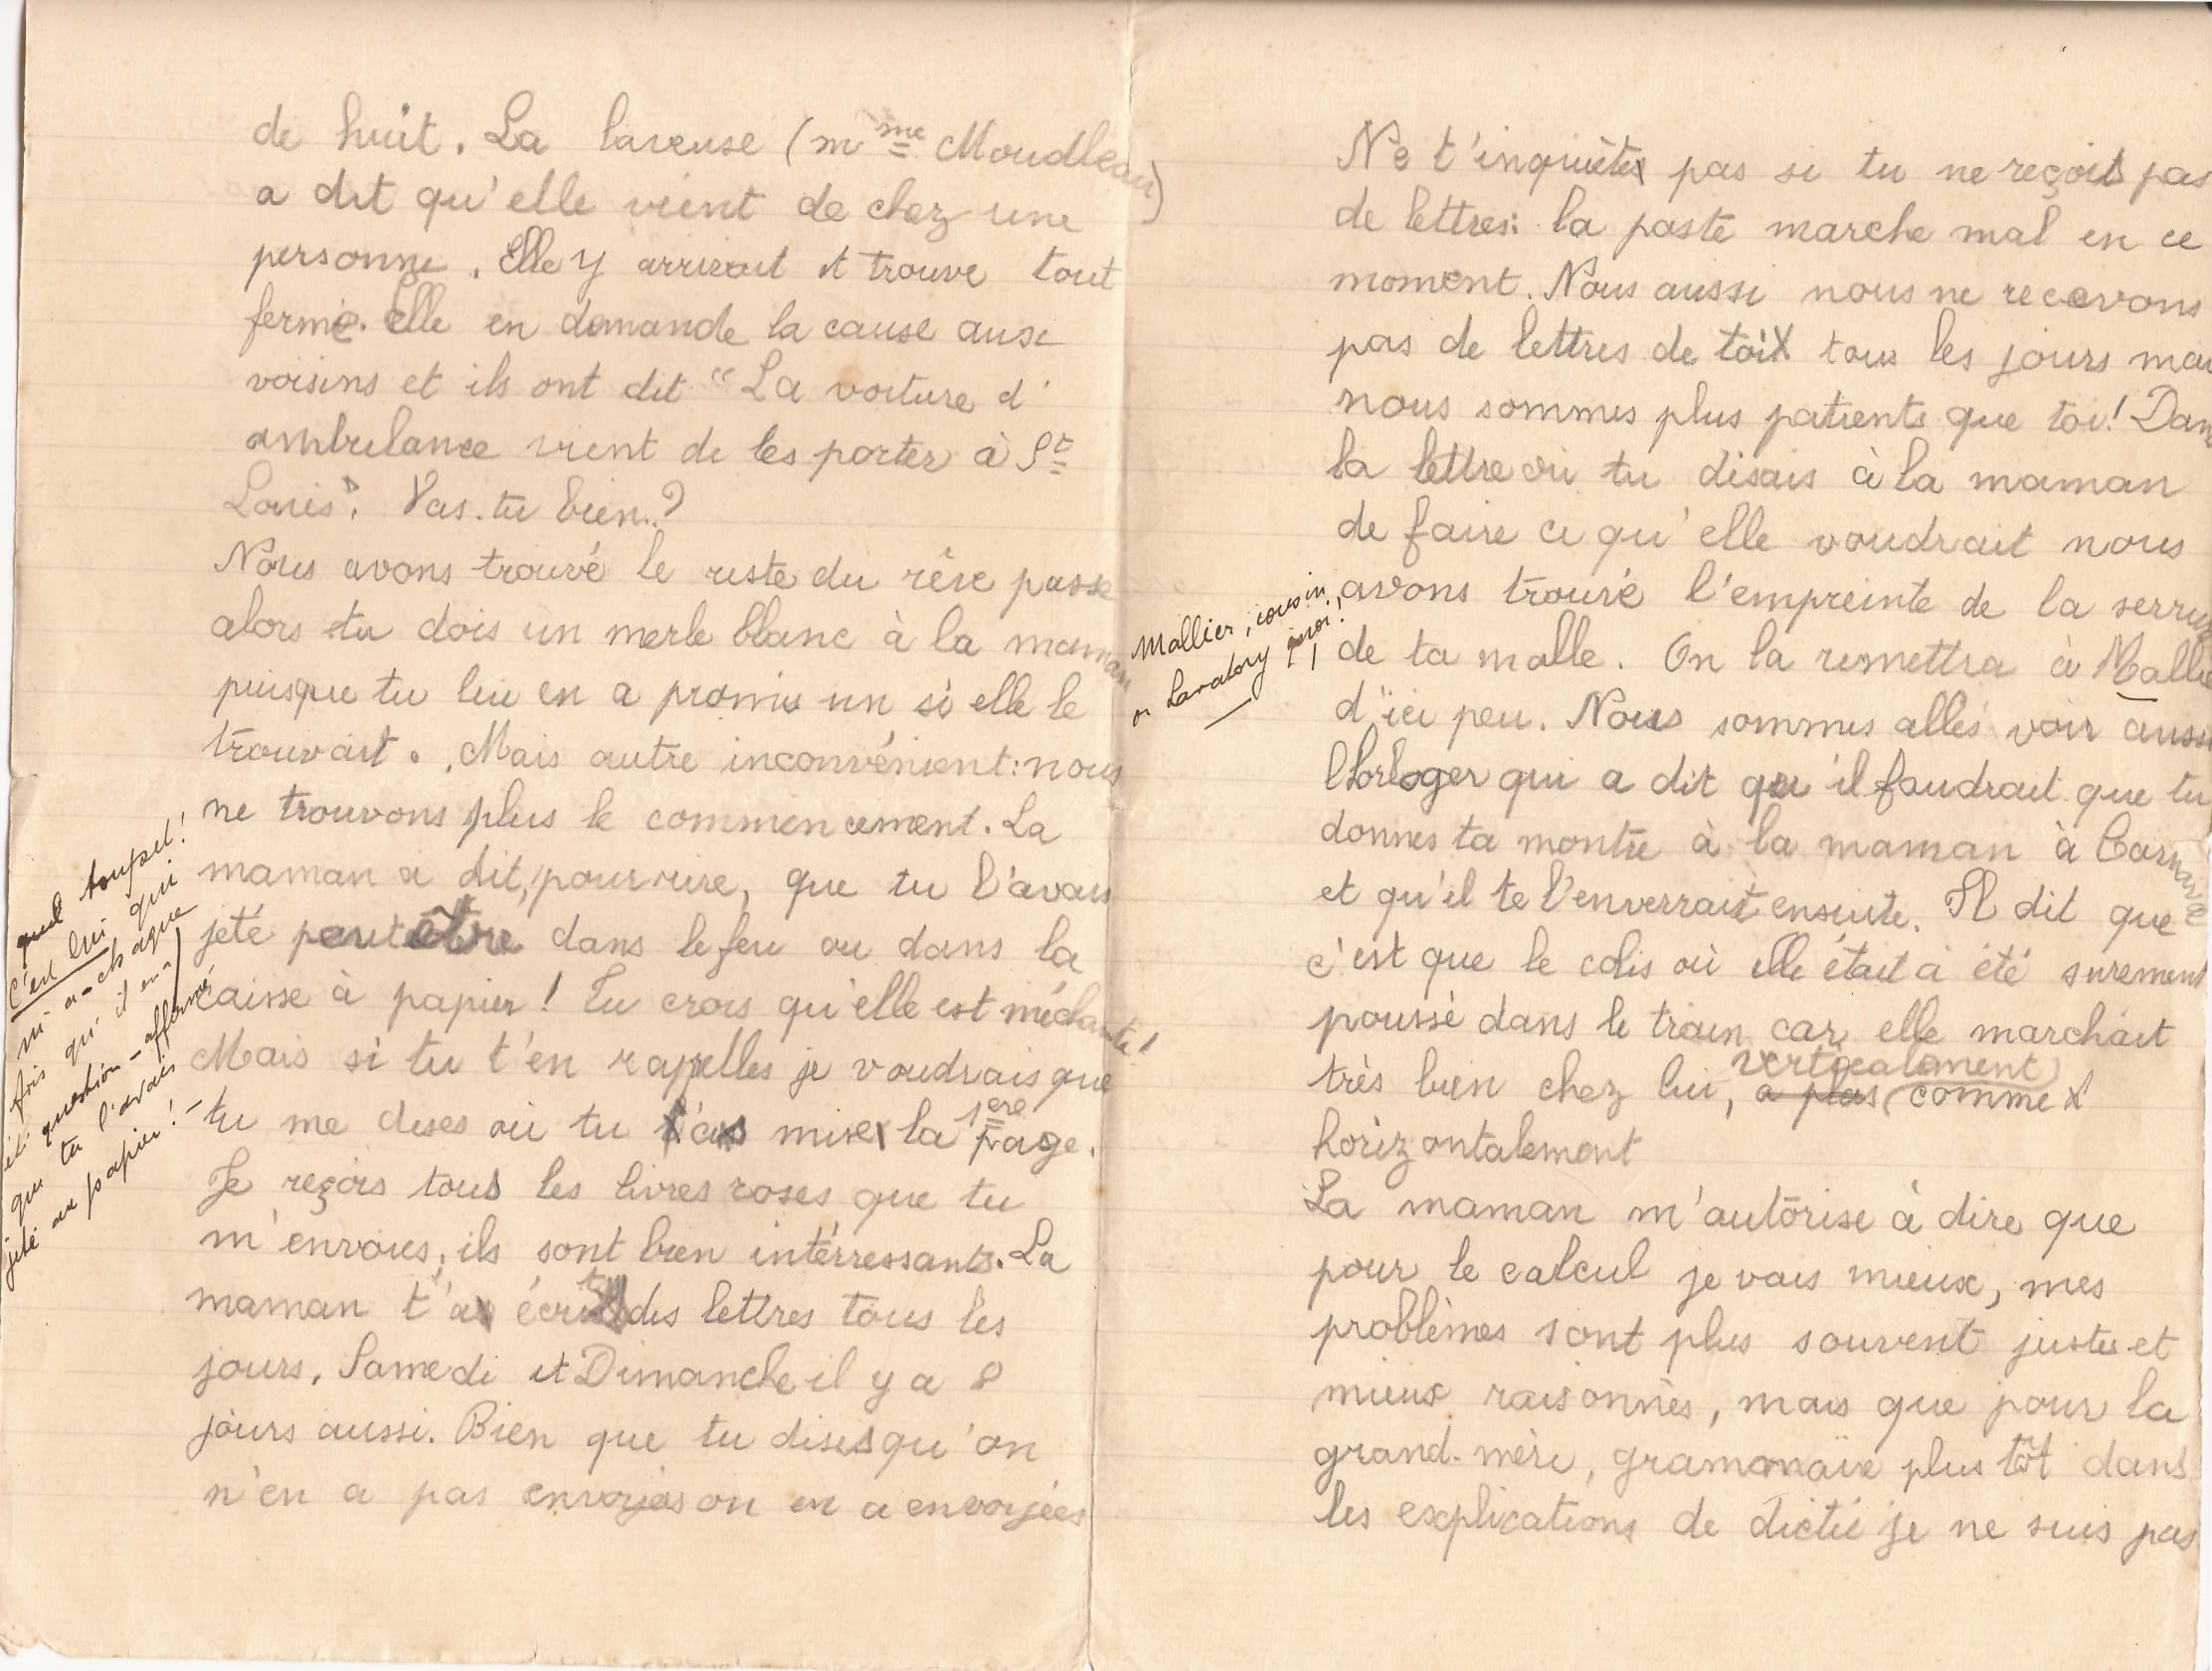 de huit. La laveuse (m me Moudleau)
a dit qu'elle vient de chez une
personne. Elle y arrivait et trouve tout
fermé. Elle en demande la cause aux
voisins et ils ont dit "La voiture d'
ambulance vient de les porter à St
Louis". Vas-tu bien?
Nous avons trouvé le reste du rêve passe
alors tu dois un merle blanc à la maman
puisque tu lui en a promis un si elle le
trouvait. Mais autre inconvénient: nous
ne trouvons plus le commencement. La
maman a dit, pour rire, que tu l'avais
jeté peut être dans le feu ou dans la
caisse à papier! Tu crois qu'elle est méchante!
Mais si tu t'en rapelles je voudrais que
tu me dises où tu as mise la 1ere page.
Je reçois tous les livres roses que tu
m'envoies, ils sont bien intérressants. La
maman t'a écrit des lettres tous les
jours, Samedi et Dimanche il y a 8
jours aussi. Bien que tu dises qu'on
n'en a pas envoyées on en a envoyées
quel toupet!
c'est lui qui
m'a - chaque
fois qu'il en a
été question - affirmé
que tu l'avais
jeté au papier! -
Ne t'inquiètes pas si tu ne reçois pas
de lettres: la poste marche mal en ce
moment. Nous aussi nous ne recevons
pas de lettres de toi tous les jours mais
nous sommes plus patients que toi! Dans
la lettre où tu disais à la maman
de faire ce qu'elle voudrait nous
avons trouvé l'empreinte de la serrure
de ta malle. On la remettra à Mallier
d'ïci peu. Nous sommes allés voir aussi
l'horloger qui a dit qu'il faudrait que tu
donnes ta montre à la maman à Carnaval
et qu'il te l'enverrait ensuite. Il dit que
c'est que le colis où elle était a été surement
poussé dans le train car elle marchait
très bien chez lui, a plas (comme vertocalement)
horizontalement
La maman m'autorise à dire que
pour le calcul je vais mieux, mes
problèmes sont plus souvent justes et
mieux raisonnés, mais que pour la
grand-mère, grammaire plus tôt dans
les explications de dictée je ne suis pas
Mallier, cousin,
Lavatory